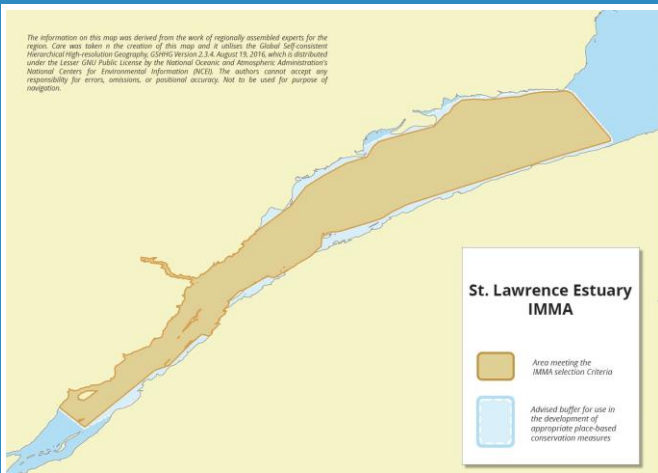 The information on this map was derived from the work of regionally assembled experts for the
region. Care was taken n the creation of this map and it utilises the Global Self-consistent
Hierarchical High-resolution Geography, GSHHG Version 2.3.4. August 19, 2016, which is distributed
under the Lesser GNU Public License by the National Oceanic and Atmospheric Administration's
National Centers for Environmental Information (NCEI). The authors cannot accept any
responsibility for errors, omissions, or positional accuracy. Not to be used for purpose of
navigation.
St. Lawrence Estuary
IMMA
Area meeting the
IMMA selection Criteria
Advised buffer for use in
the development of
appropriate place-based
conservation measures